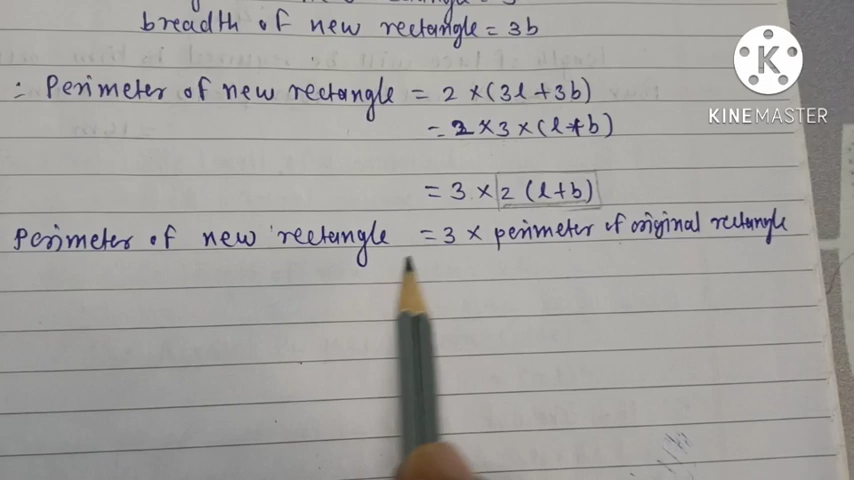 breadth of new rectangle = 3b
∴ Perimeter of new rectangle = 2 × (3l + 3b)
= 2 × 3 × (l + b)
= 3 × 2 (l + b)
Perimeter of new rectangle = 3 × perimeter of original rectangle
K
KINEMASTER